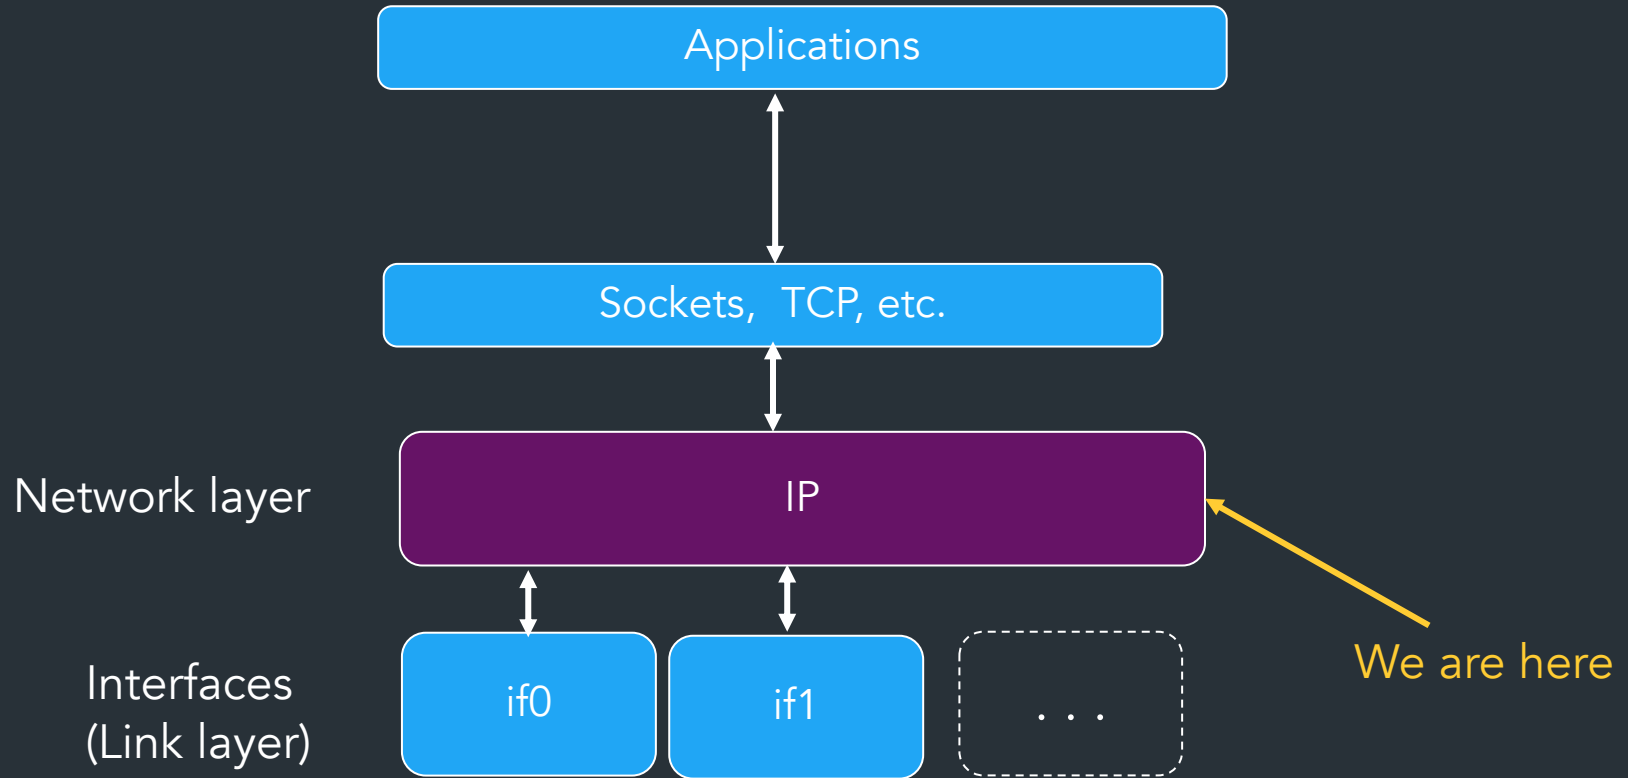 Applications
Sockets, TCP, etc.
Network layer
IP
We are here
Interfaces
(Link layer)
if0
if1
. . .